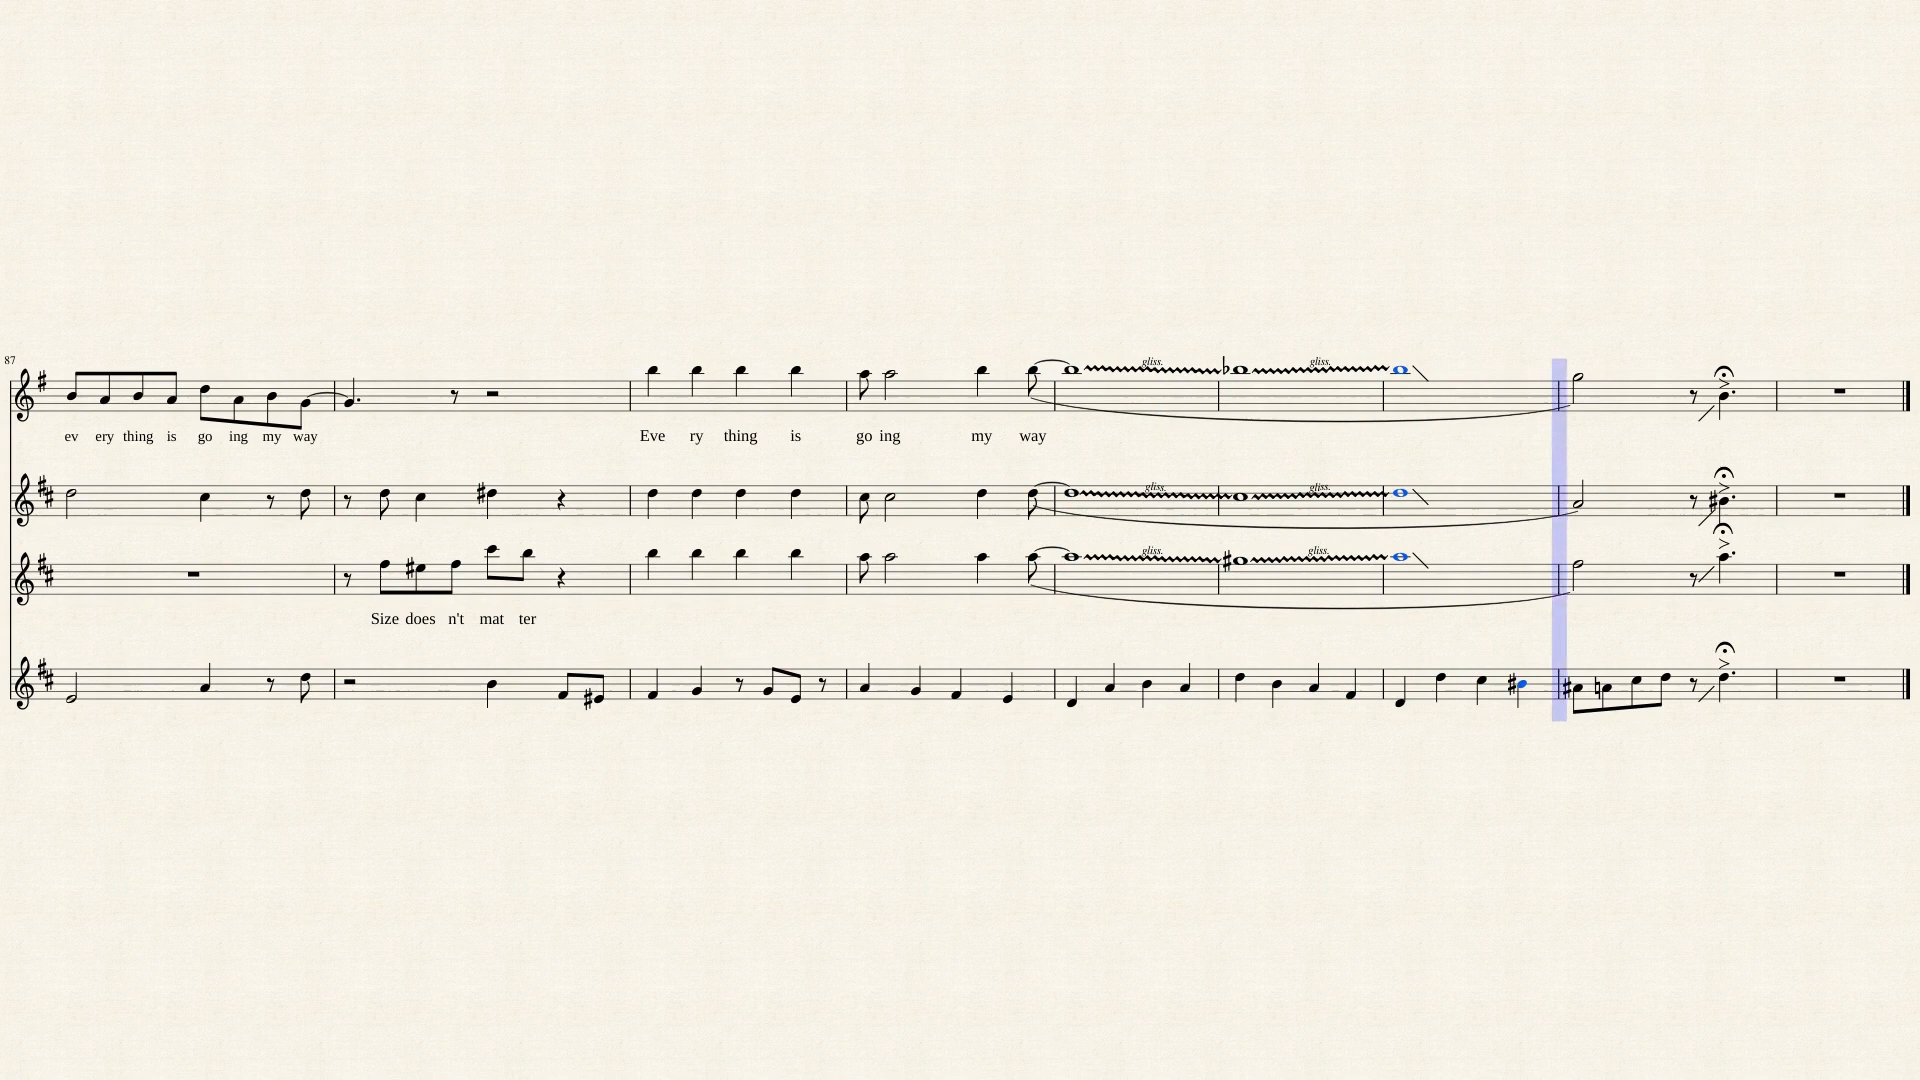 87
gliss. gliss.
ev ery thing is go ing my way Eve ry thing is go ing my way
gliss. gliss.
gliss. gliss.
Size does n't mat ter